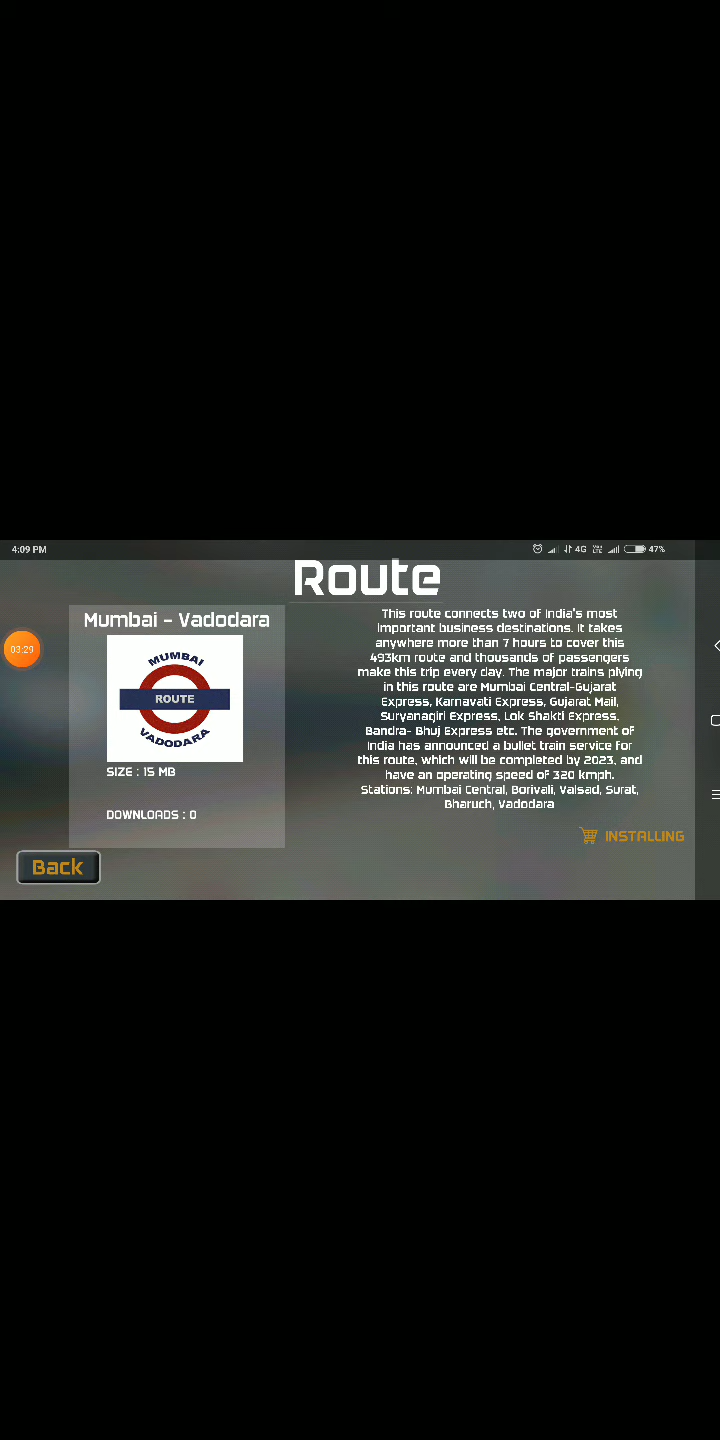 4:09 PM
4G VoLTE 47%
Route
Mumbai - Vadodara
MUMBAI
ROUTE
VADODARA
SIZE : 15 MB
DOWNLOADS : 0
03:29
This route connects two of India's most
important business destinations. It takes
anywhere more than 7 hours to cover this
493km route and thousands of passengers
make this trip every day. The major trains plying
in this route are Mumbai Central-Gujarat
Express, Karnavati Express, Gujarat Mail,
Suryanagri Express, Lok Shakti Express,
Bandra- Bhuj Express etc. The government of
India has announced a bullet train service for
this route, which will be completed by 2023, and
have an operating speed of 320 kmph.
Stations: Mumbai Central, Borivali, Valsad, Surat,
Bharuch, Vadodara
INSTALLING
Back